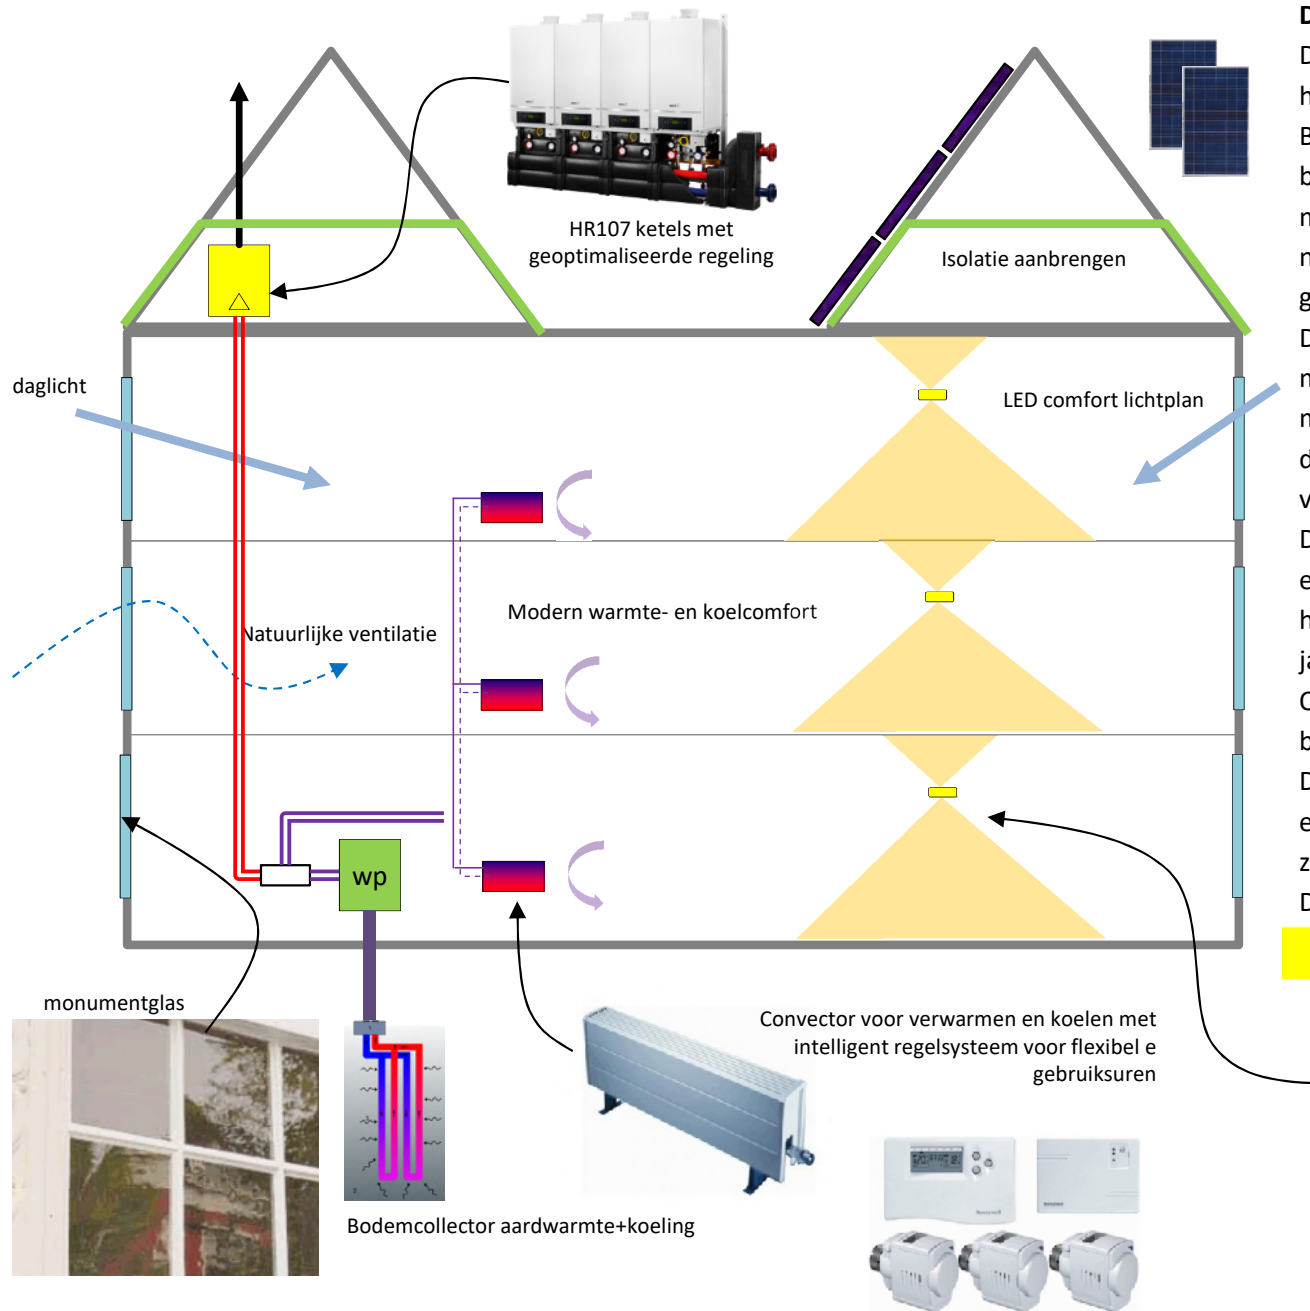 HR107 ketels met
geoptimaliseerde regeling
Isolatie aanbrengen
daglicht
LED comfort lichtplan
Natuurlijke ventilatie
Modern warmte- en koelcomfort
wp
monumentglas
Convector voor verwarmen en koelen met
intelligent regelsysteem voor flexibel e
gebruiksuren
Bodemcollector aardwarmte+koeling
D
D
h
B
b
m
n
g
D
m
n
d
v
D
e
h
ja
O
b
D
e
z
D